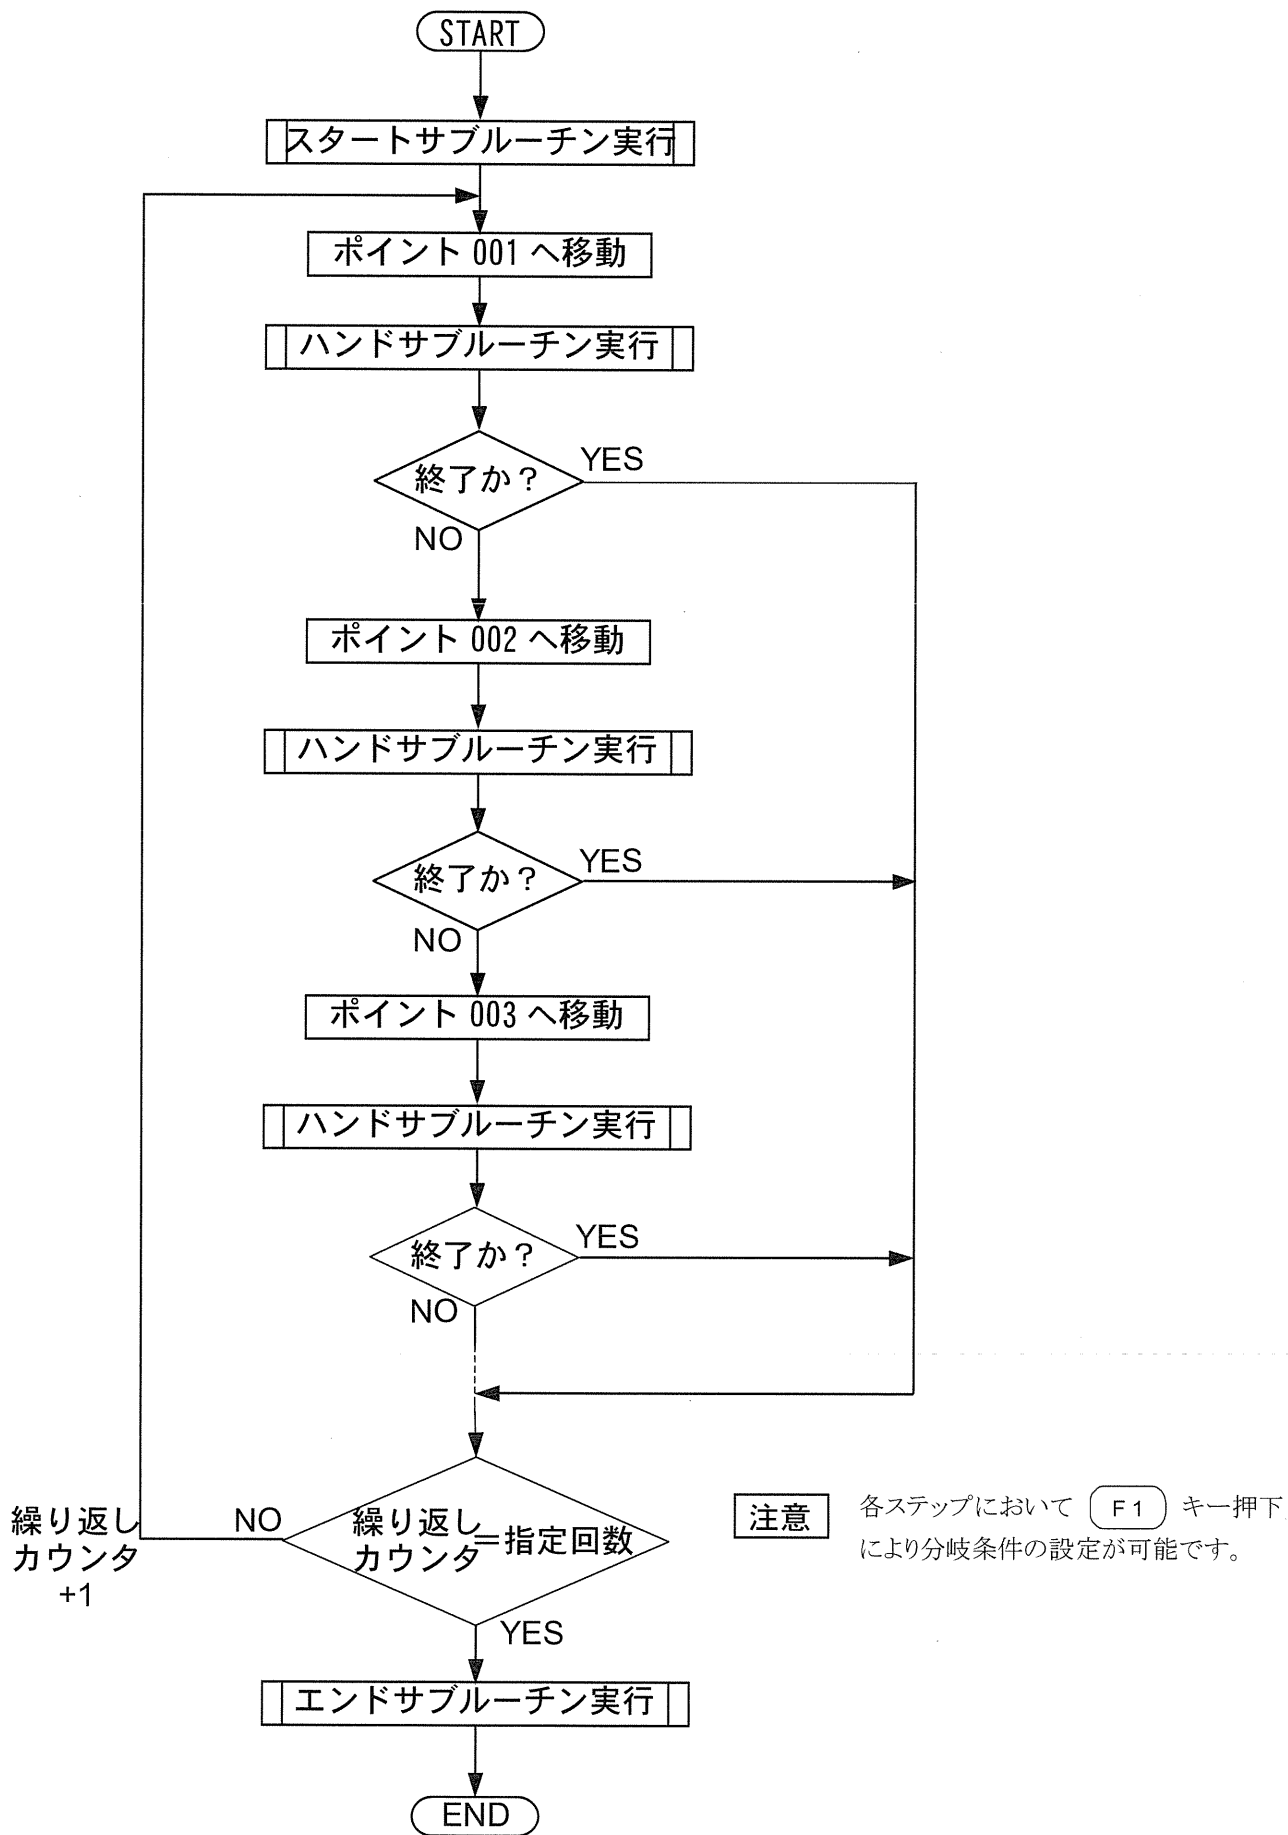 START
スタートサブルーチン実行
ポイント 001 へ移動
ハンドサブルーチン実行
終了か？
YES
NO
ポイント 002 へ移動
ハンドサブルーチン実行
終了か？
YES
NO
ポイント 003 へ移動
ハンドサブルーチン実行
終了か？
YES
NO
繰り返し
カウンタ
+1
NO
繰り返し
カウンタ
=指定回数
YES
注意
各ステップにおいて F1 キー押下
により分岐条件の設定が可能です。
エンドサブルーチン実行
END